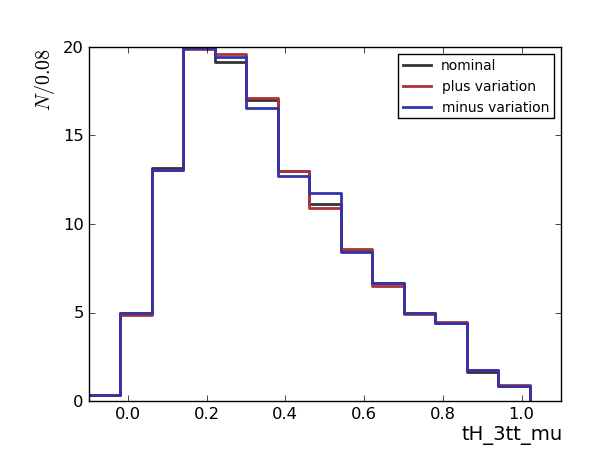 N/0.08
20
15
10
5
0
nominal
plus variation
minus variation
0.0 0.2 0.4 0.6 0.8 1.0
tH_3tt_mu